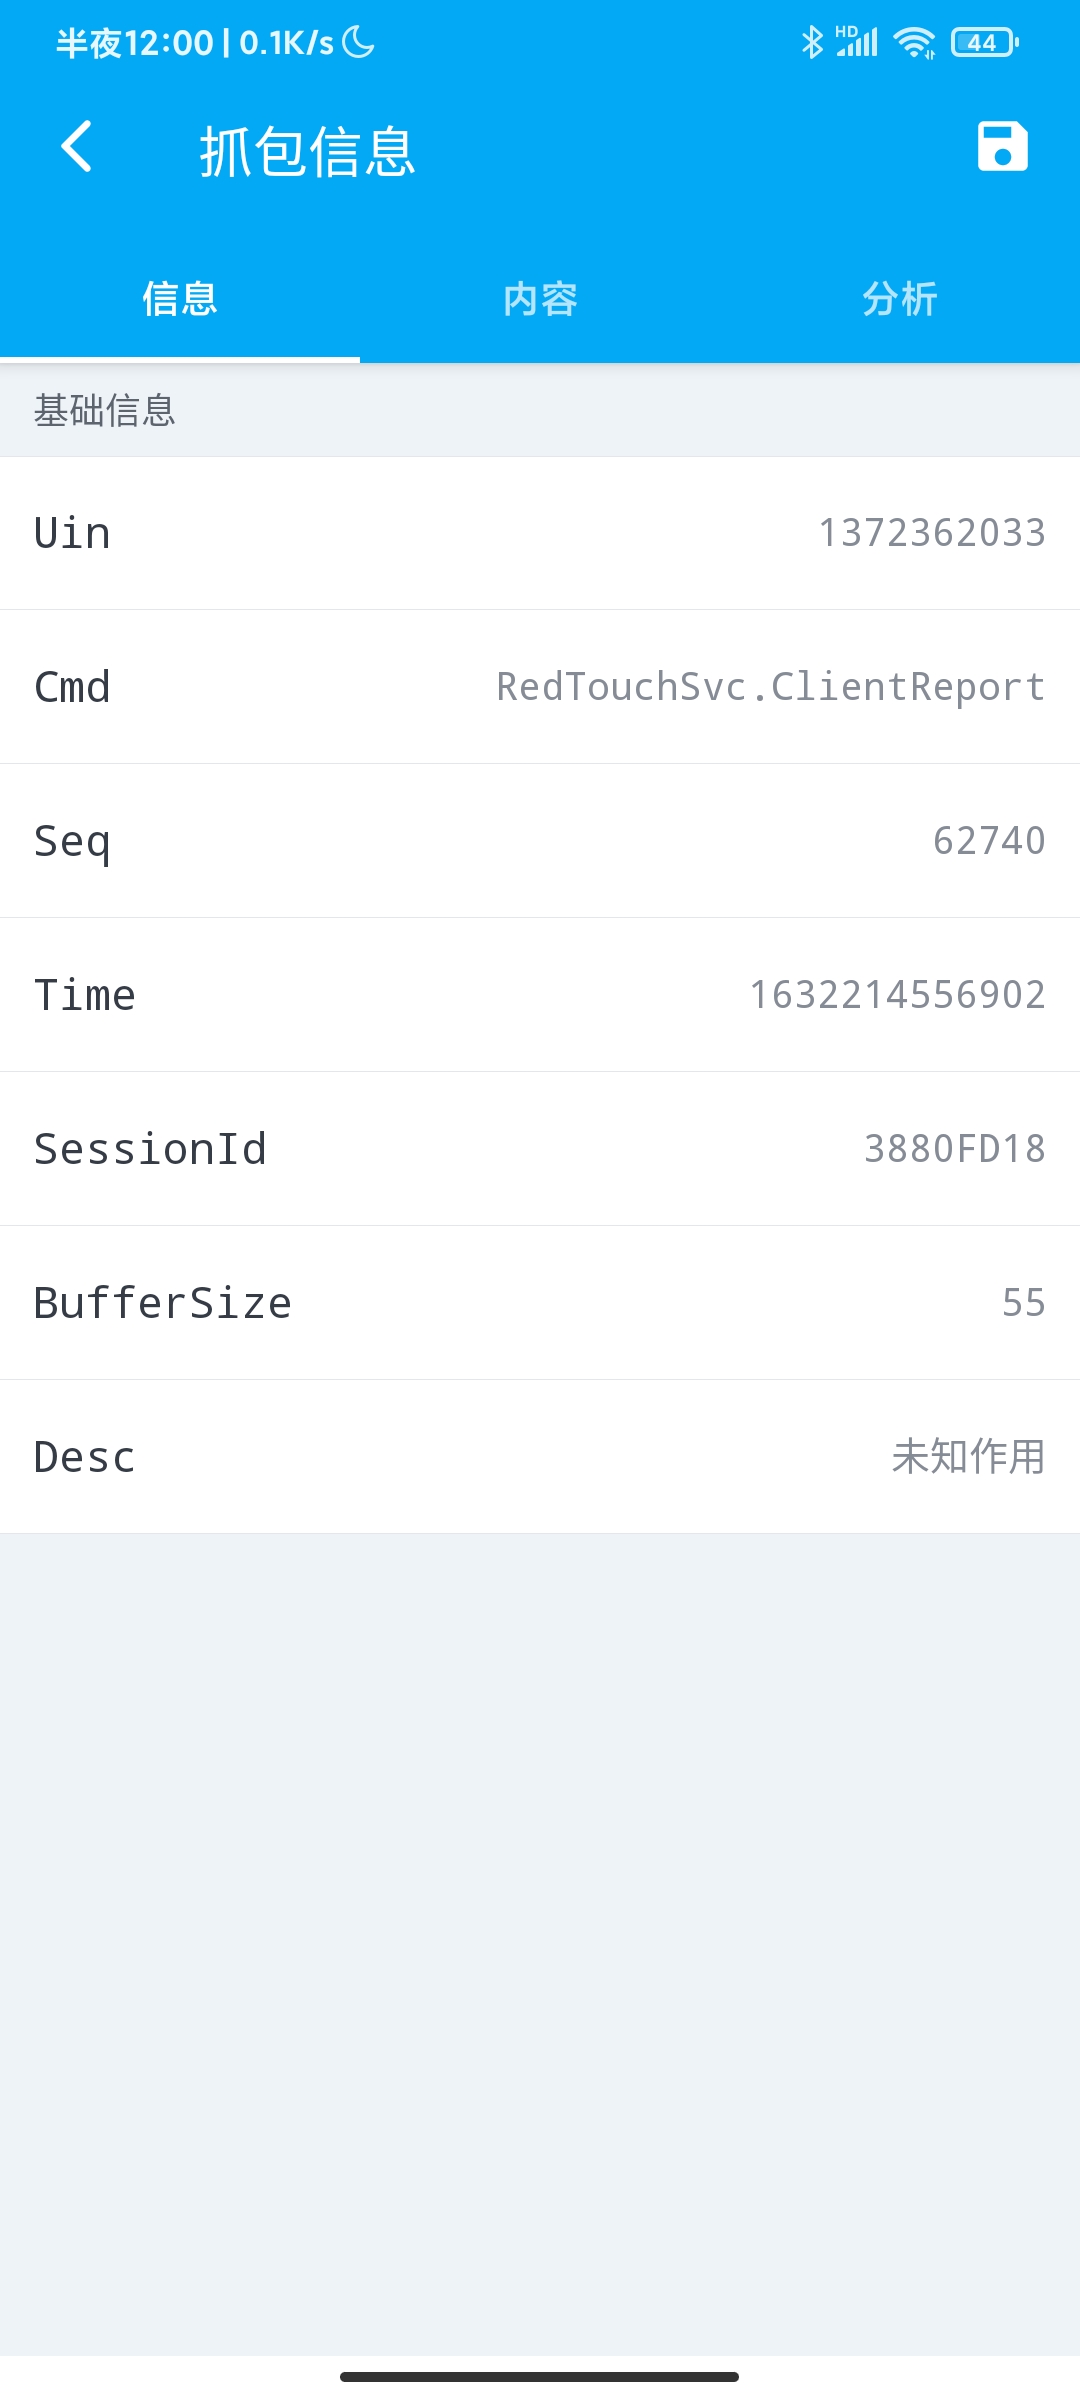 半夜12:00 | 0.1K/s
HD
44
抓包信息
信息 内容 分析
基础信息
Uin 1372362033
Cmd RedTouchSvc.ClientReport
Seq 62740
Time 1632214556902
SessionId 3880FD18
BufferSize 55
Desc 未知作用